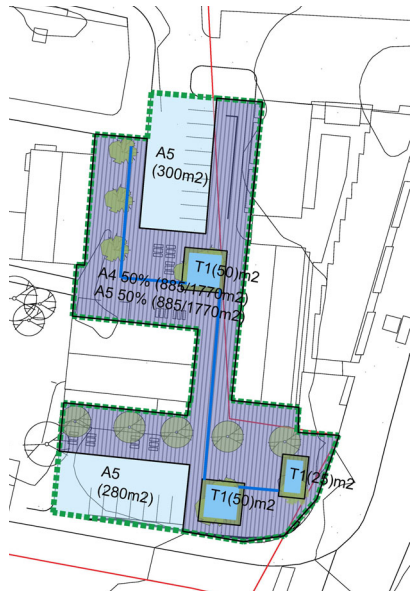 A5
(300m2)
T1(50)m2
A4 50% (885/1770m2)
A5 50% (885/1770m2)
A5
(280m2)
T1(50)m2
T1(25)m2